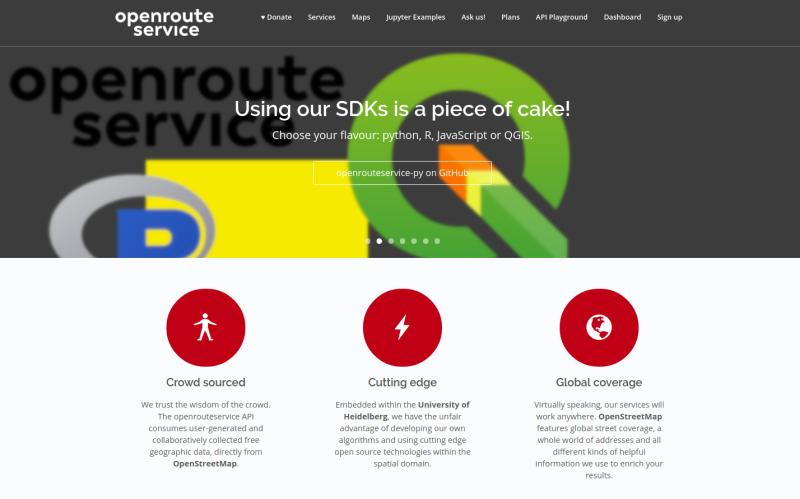 openroute
service
♥ Donate
Services
Maps
Jupyter Examples
Ask us!
Plans
API Playground
Dashboard
Sign up
openroute
service
Using our SDKs is a piece of cake!
Choose your flavour: python, R, JavaScript or QGIS.
openrouteservice-py on GitHub
Crowd sourced
We trust the wisdom of the crowd.
The openrouteservice API
consumes user-generated and
collaboratively collected free
geographic data, directly from
OpenStreetMap.
Cutting edge
Embedded within the University of
Heidelberg, we have the unfair
advantage of developing our own
algorithms and using cutting edge
open source technologies within the
spatial domain.
Global coverage
Virtually speaking, our services will
work anywhere. OpenStreetMap
features global street coverage, a
whole world of addresses and all
different kinds of helpful
information we use to enrich your
results.